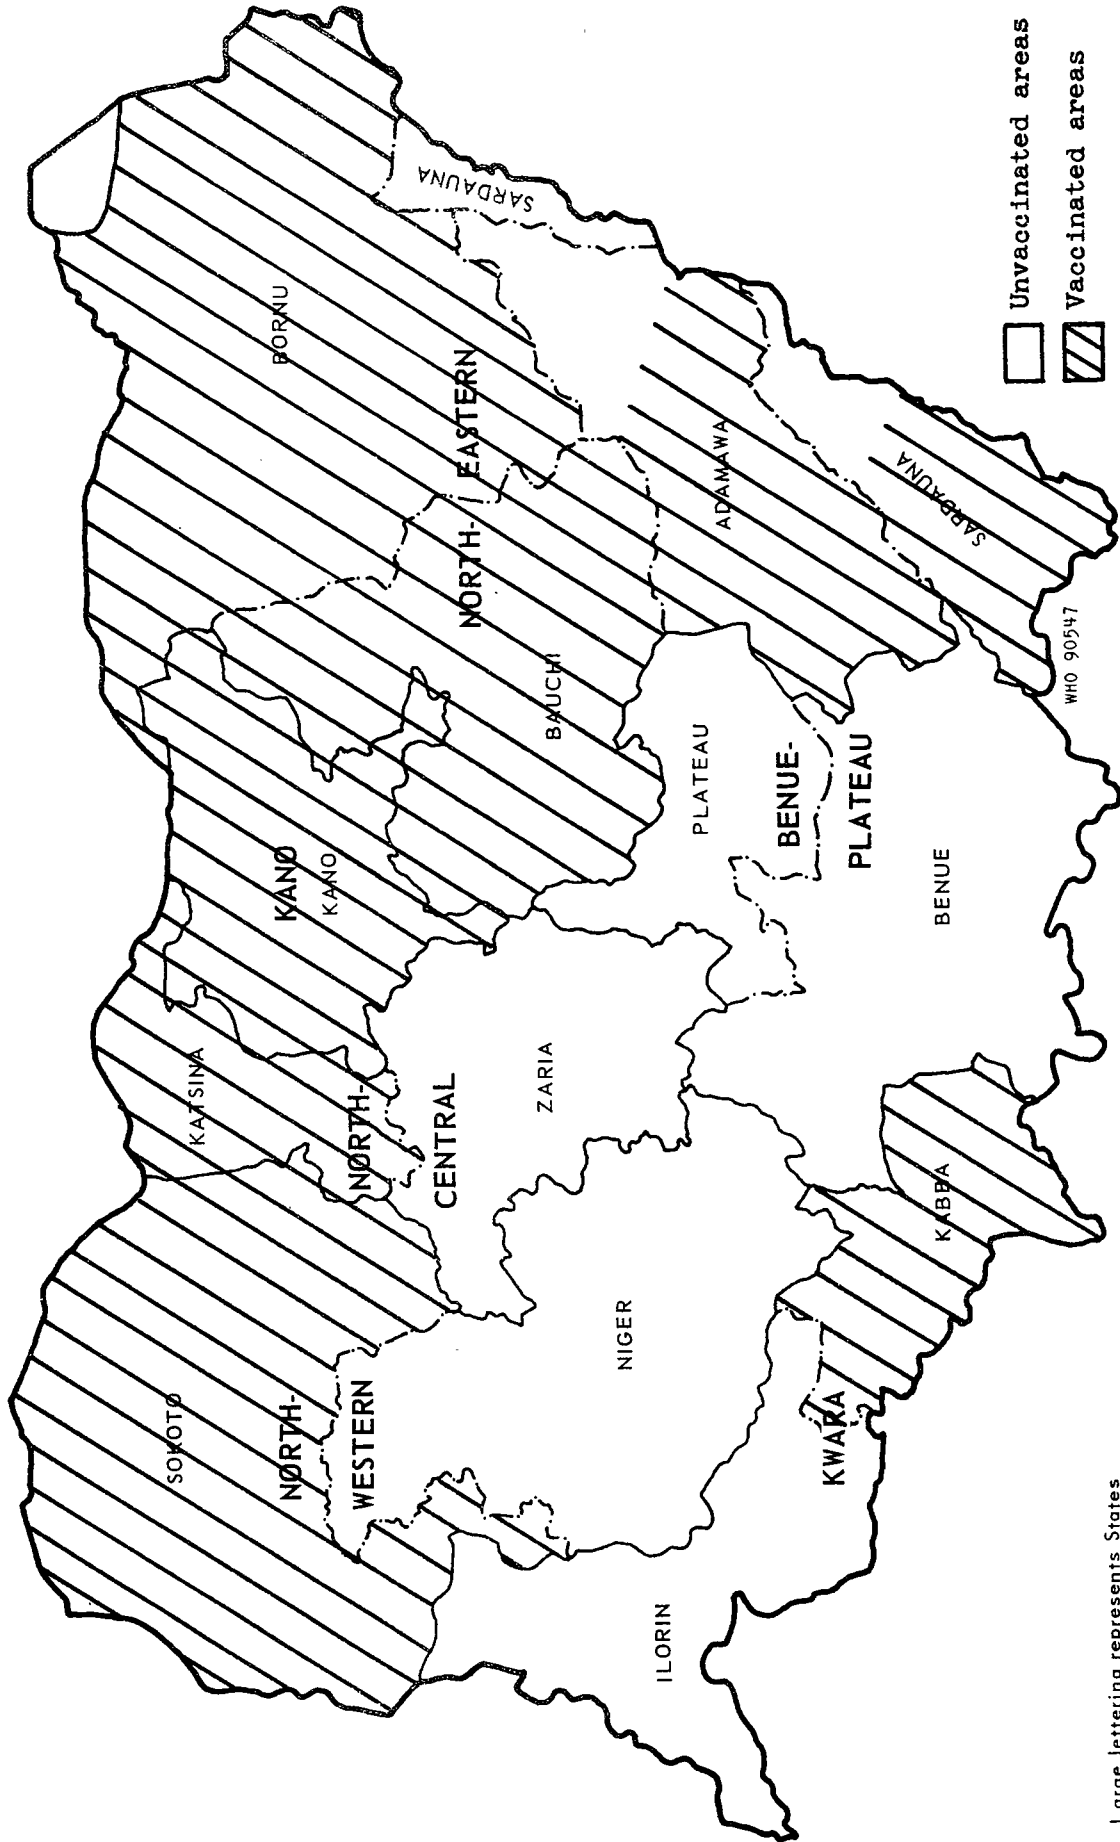 SOKOTO
NORTH-
WESTERN
KATSINA
NORTH-
CENTRAL
ZARIA
KANO
KANO
BORNU
NORTH-
EASTERN
BAUCHI
SARDAUNA
ADAMAWA
SARDAUNA
PLATEAU
BENUE-
PLATEAU
BENUE
NIGER
ILORIN
KWARA
KABBA
WHO 90547
Unvaccinated areas
Vaccinated areas
Large lettering represents States